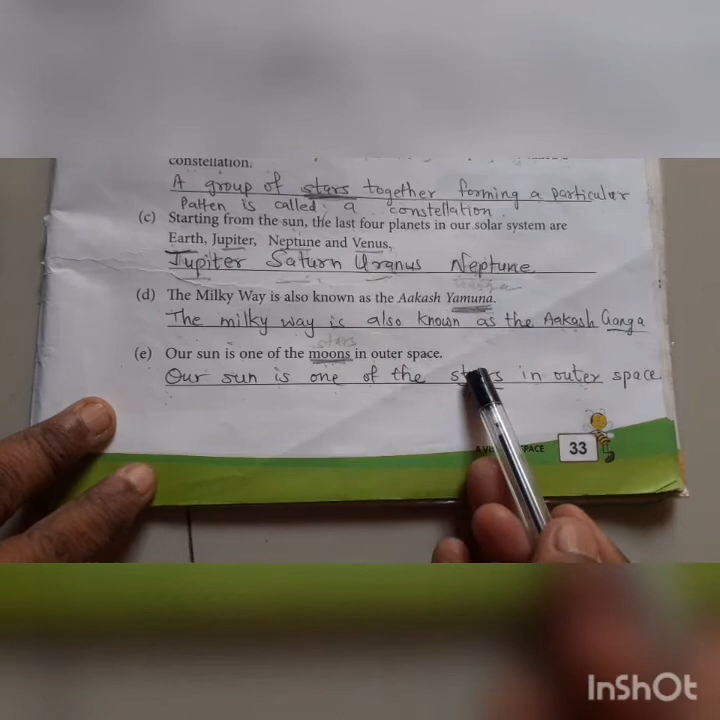 constellation.
A group of stars together forming a particular
Patten is called a constellation.
(c) Starting from the sun, the last four planets in our solar system are
Earth, Jupiter, Neptune and Venus,
Jupiter Saturn Uranus Neptune
Ganga
(d) The Milky Way is also known as the Aakash Yamuna.
The milky way is also known as the Aakash Ganga
stars
(e) Our sun is one of the moons in outer space.
Our sun is one of the stars in outer space
33
InShOt